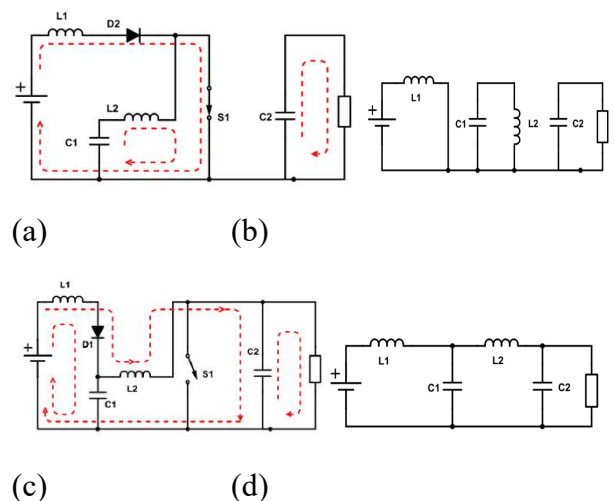 L1 D2
+ L2 S1 C2 + L1 C1 L2 C2
C1
(a) (b)
L1
+ D1 L2 S1 C2 + L1 C1 L2 C2
C1
(c) (d)